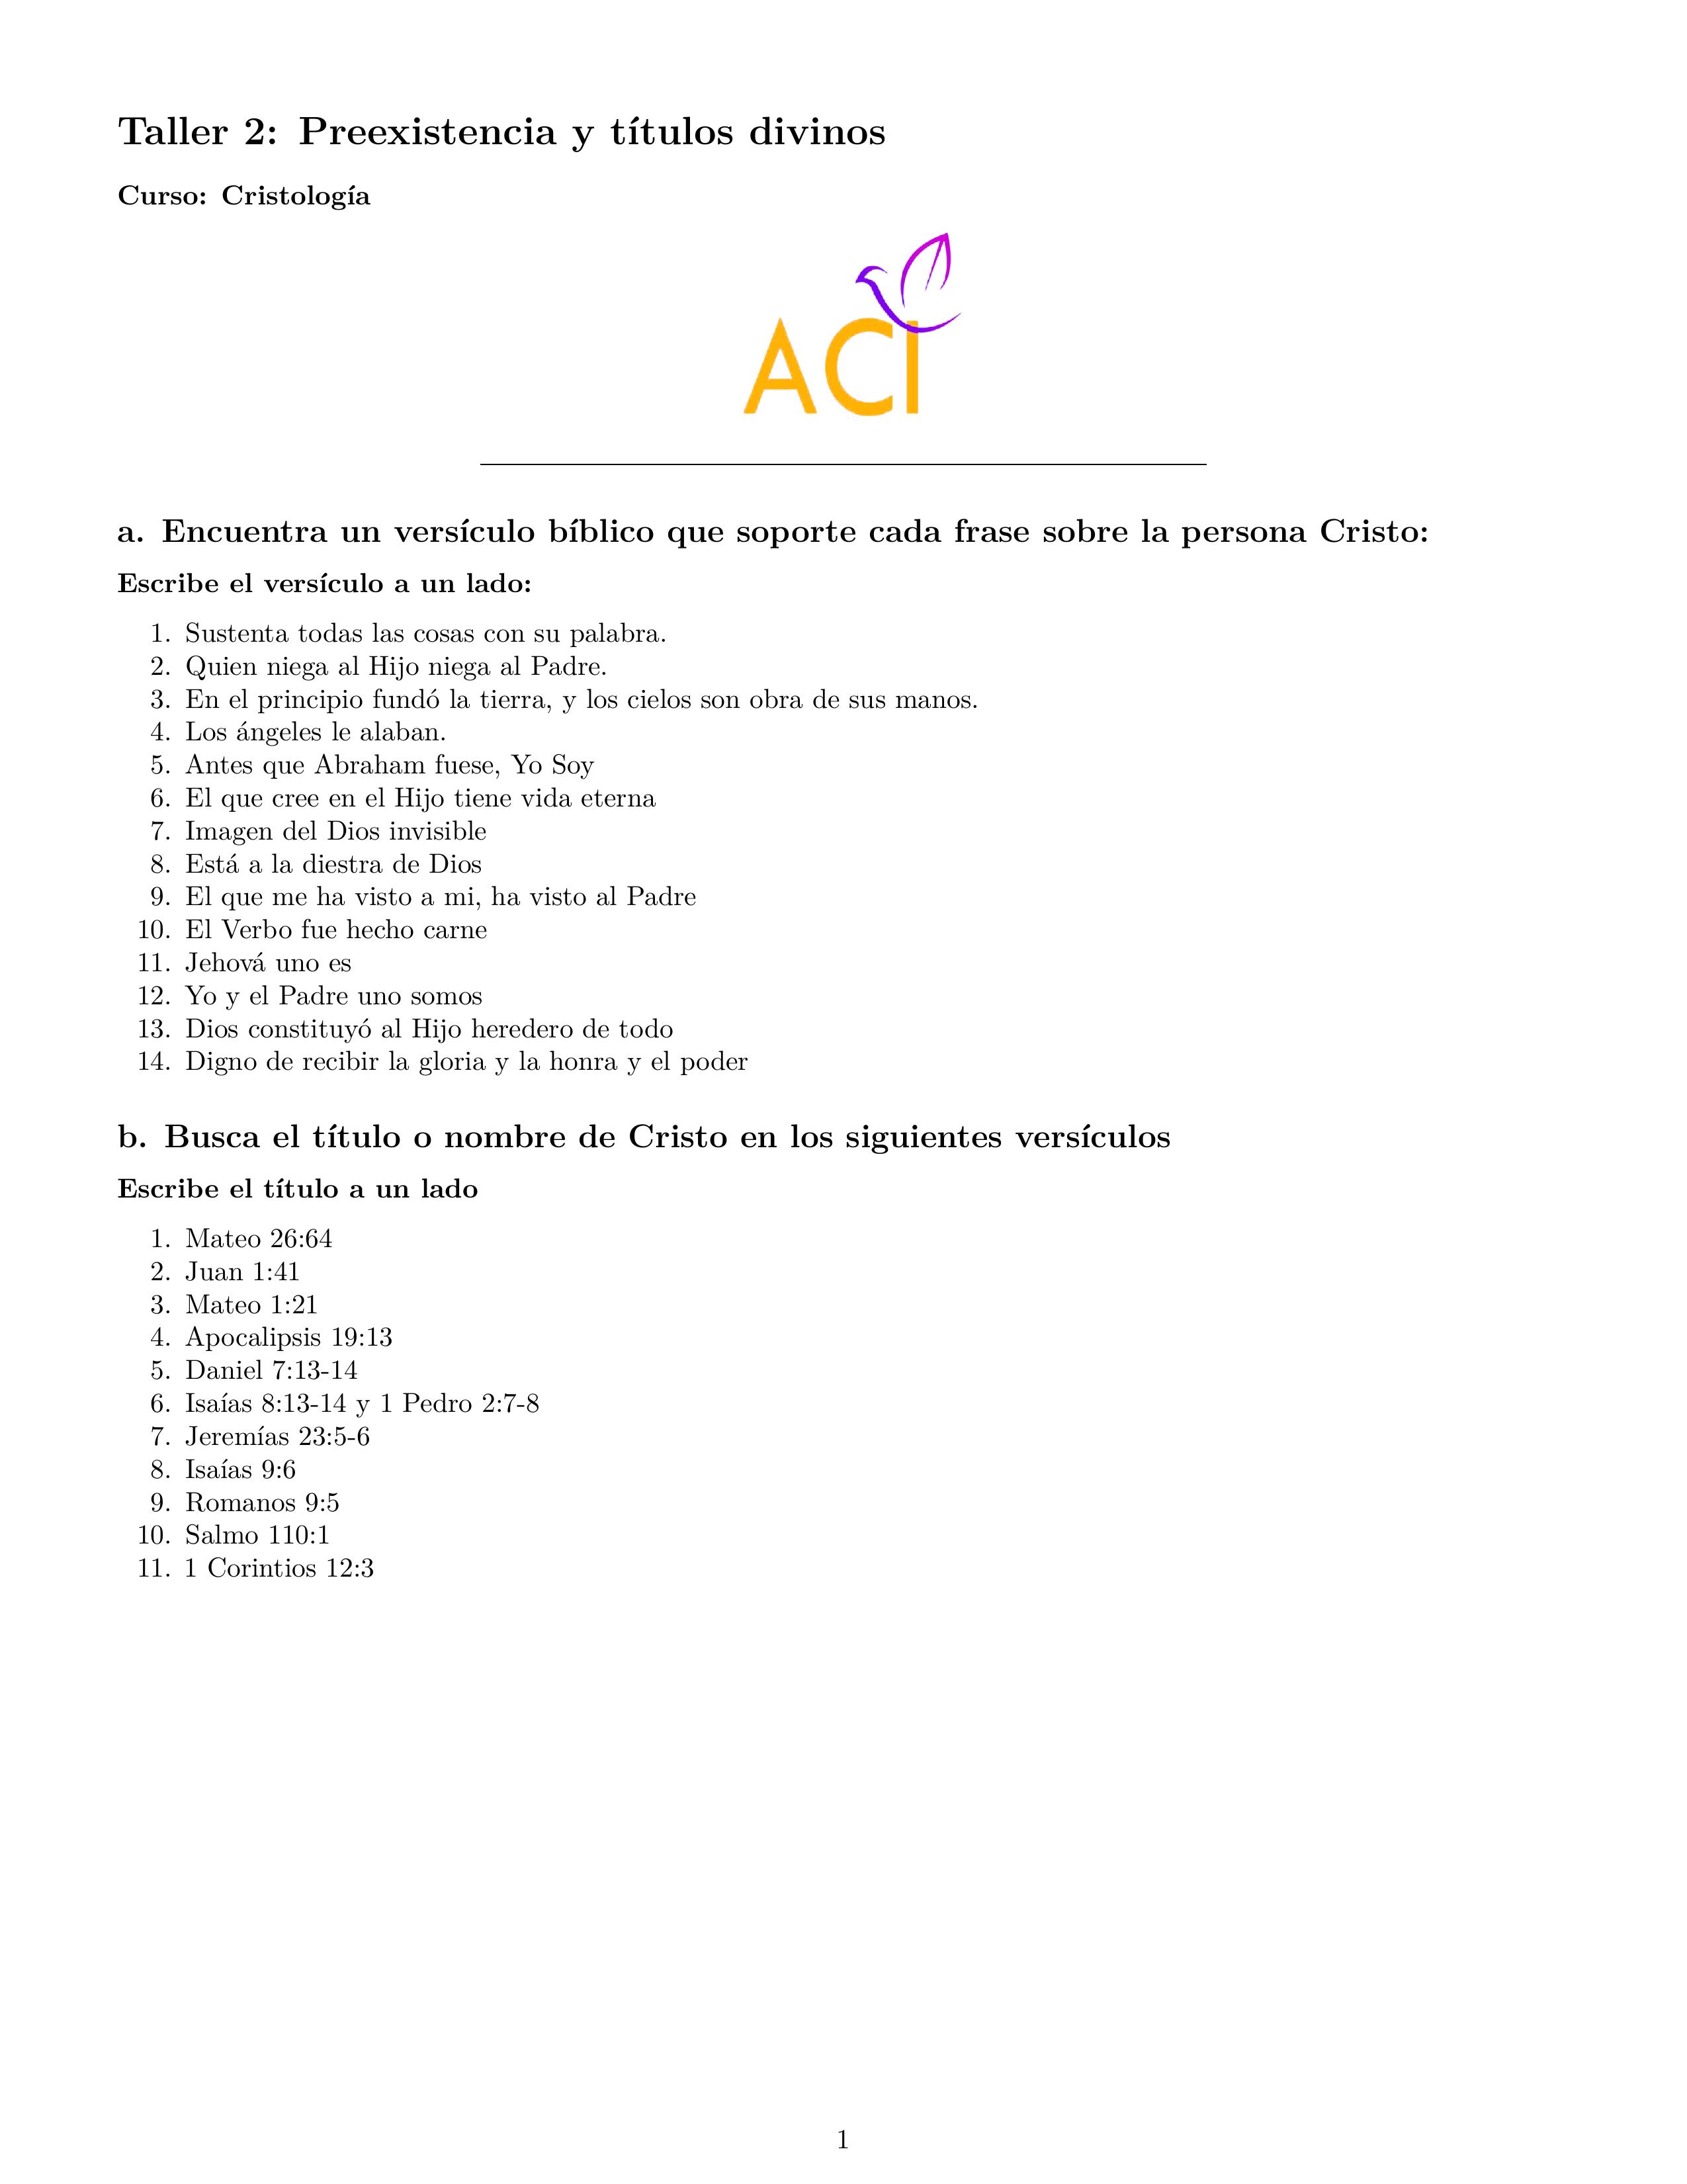 Taller 2: Preexistencia y títulos divinos
Curso: Cristología
ACI
a. Encuentra un versículo bíblico que soporte cada frase sobre la persona Cristo:
Escribe el versículo a un lado:
1. Sustenta todas las cosas con su palabra.
2. Quien niega al Hijo niega al Padre.
3. En el principio fundó la tierra, y los cielos son obra de sus manos.
4. Los ángeles le alaban.
5. Antes que Abraham fuese, Yo Soy
6. El que cree en el Hijo tiene vida eterna
7. Imagen del Dios invisible
8. Está a la diestra de Dios
9. El que me ha visto a mi, ha visto al Padre
10. El Verbo fue hecho carne
11. Jehová uno es
12. Yo y el Padre uno somos
13. Dios constituyó al Hijo heredero de todo
14. Digno de recibir la gloria y la honra y el poder
b. Busca el título o nombre de Cristo en los siguientes versículos
Escribe el título a un lado
1. Mateo 26:64
2. Juan 1:41
3. Mateo 1:21
4. Apocalipsis 19:13
5. Daniel 7:13-14
6. Isaías 8:13-14 y 1 Pedro 2:7-8
7. Jeremías 23:5-6
8. Isaías 9:6
9. Romanos 9:5
10. Salmo 110:1
11. 1 Corintios 12:3
1